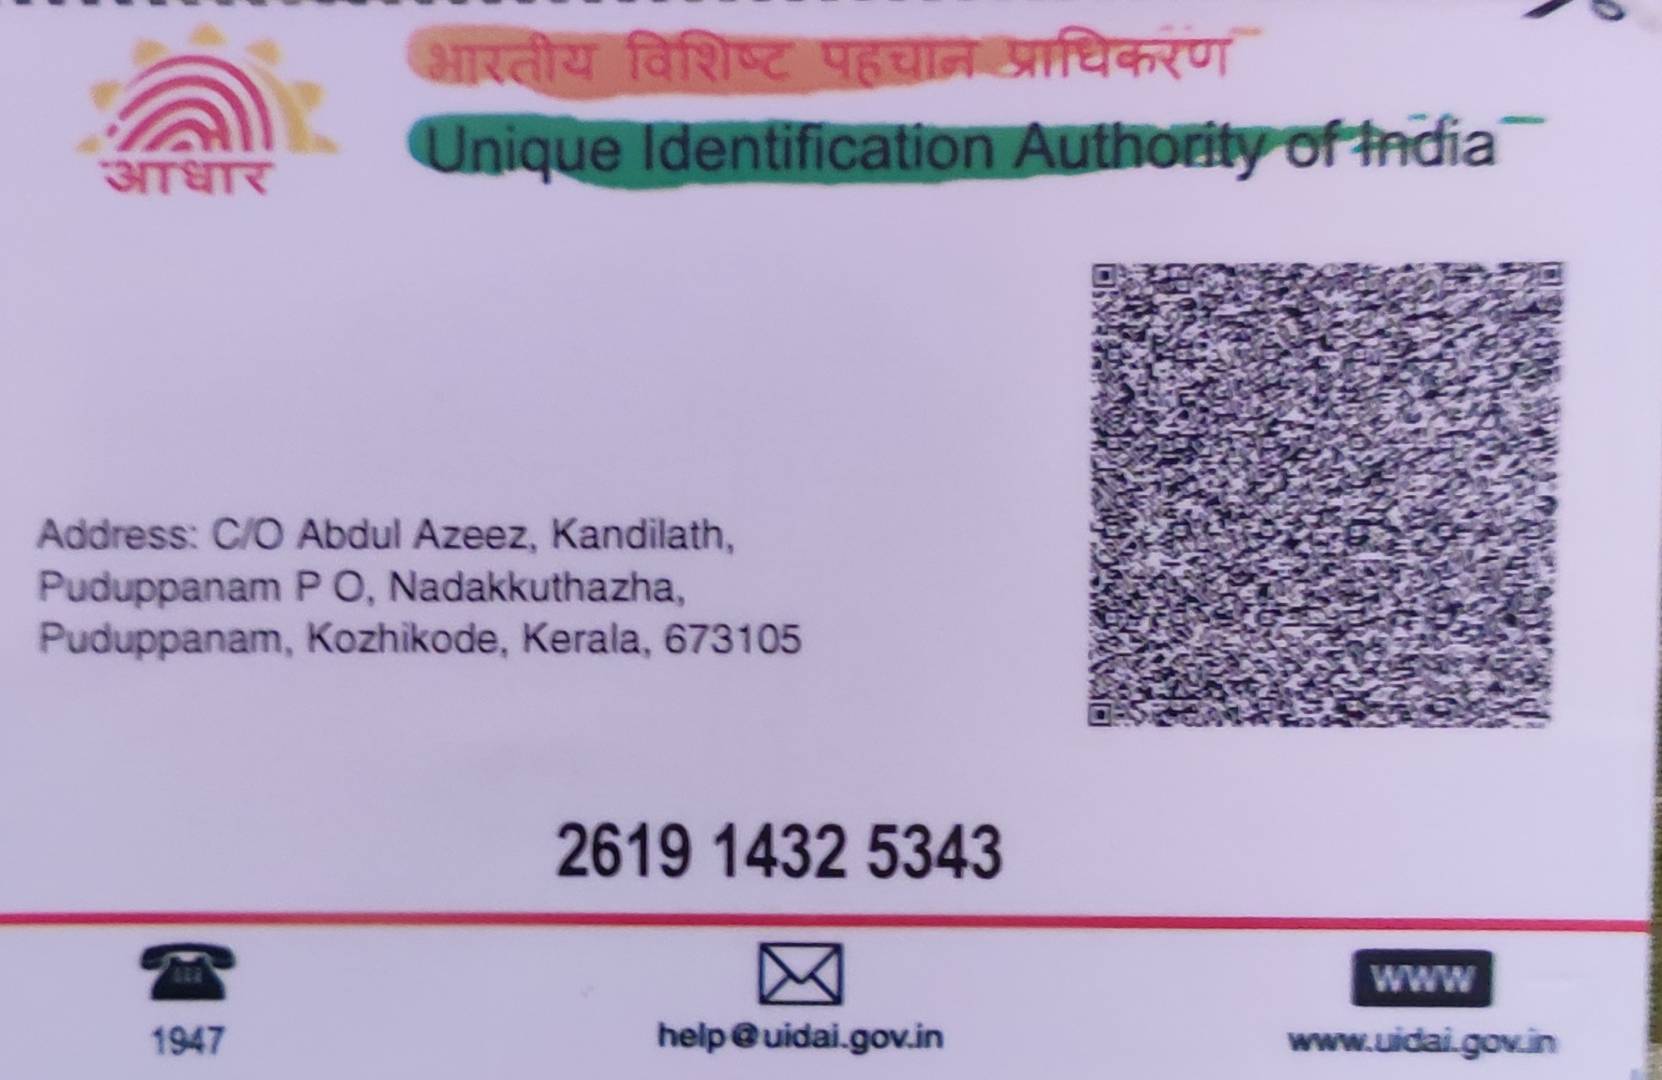 भारतीय विशिष्ट पहचान प्राधिकरण
Unique Identification Authority of India
आधार
Address: C/O Abdul Azeez, Kandilath,
Puduppanam P O, Nadakkuthazha,
Puduppanam, Kozhikode, Kerala, 673105
2619 1432 5343
1947
help@uidai.gov.in
WWW
www.uidai.gov.in